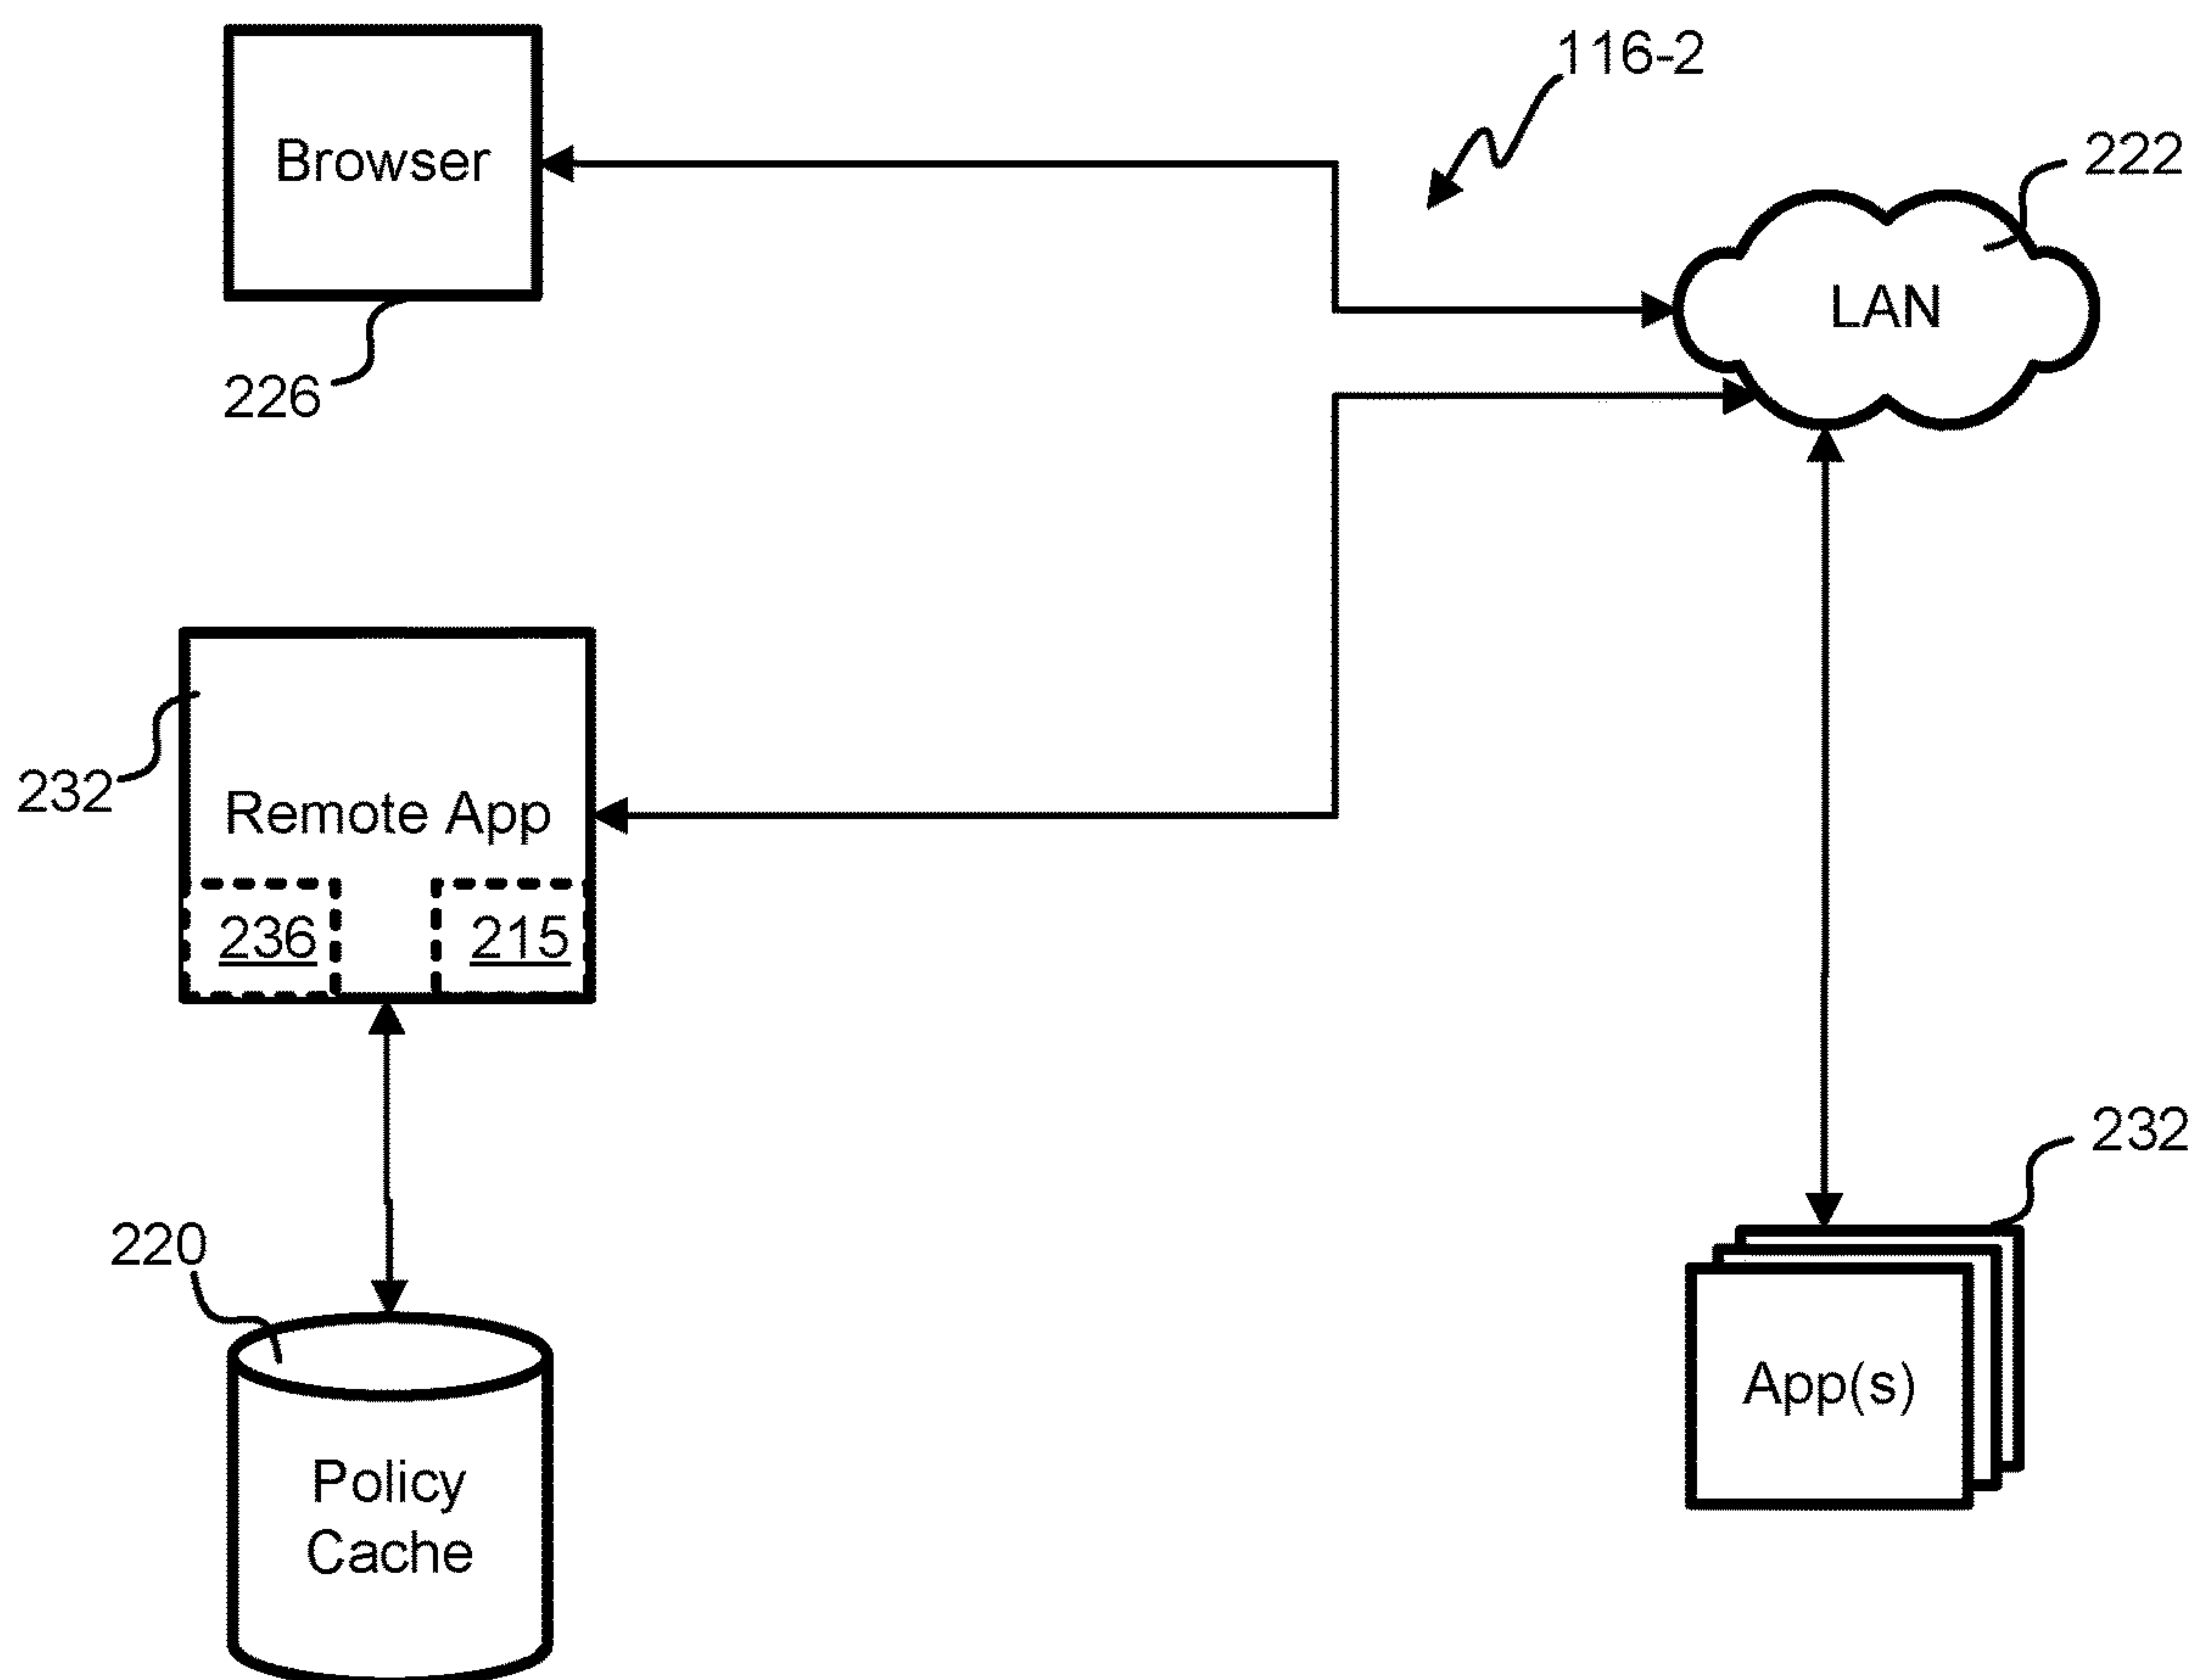 116-2
222
Browser
LAN
226
232
Remote App
236
215
232
220
App(s)
Policy
Cache